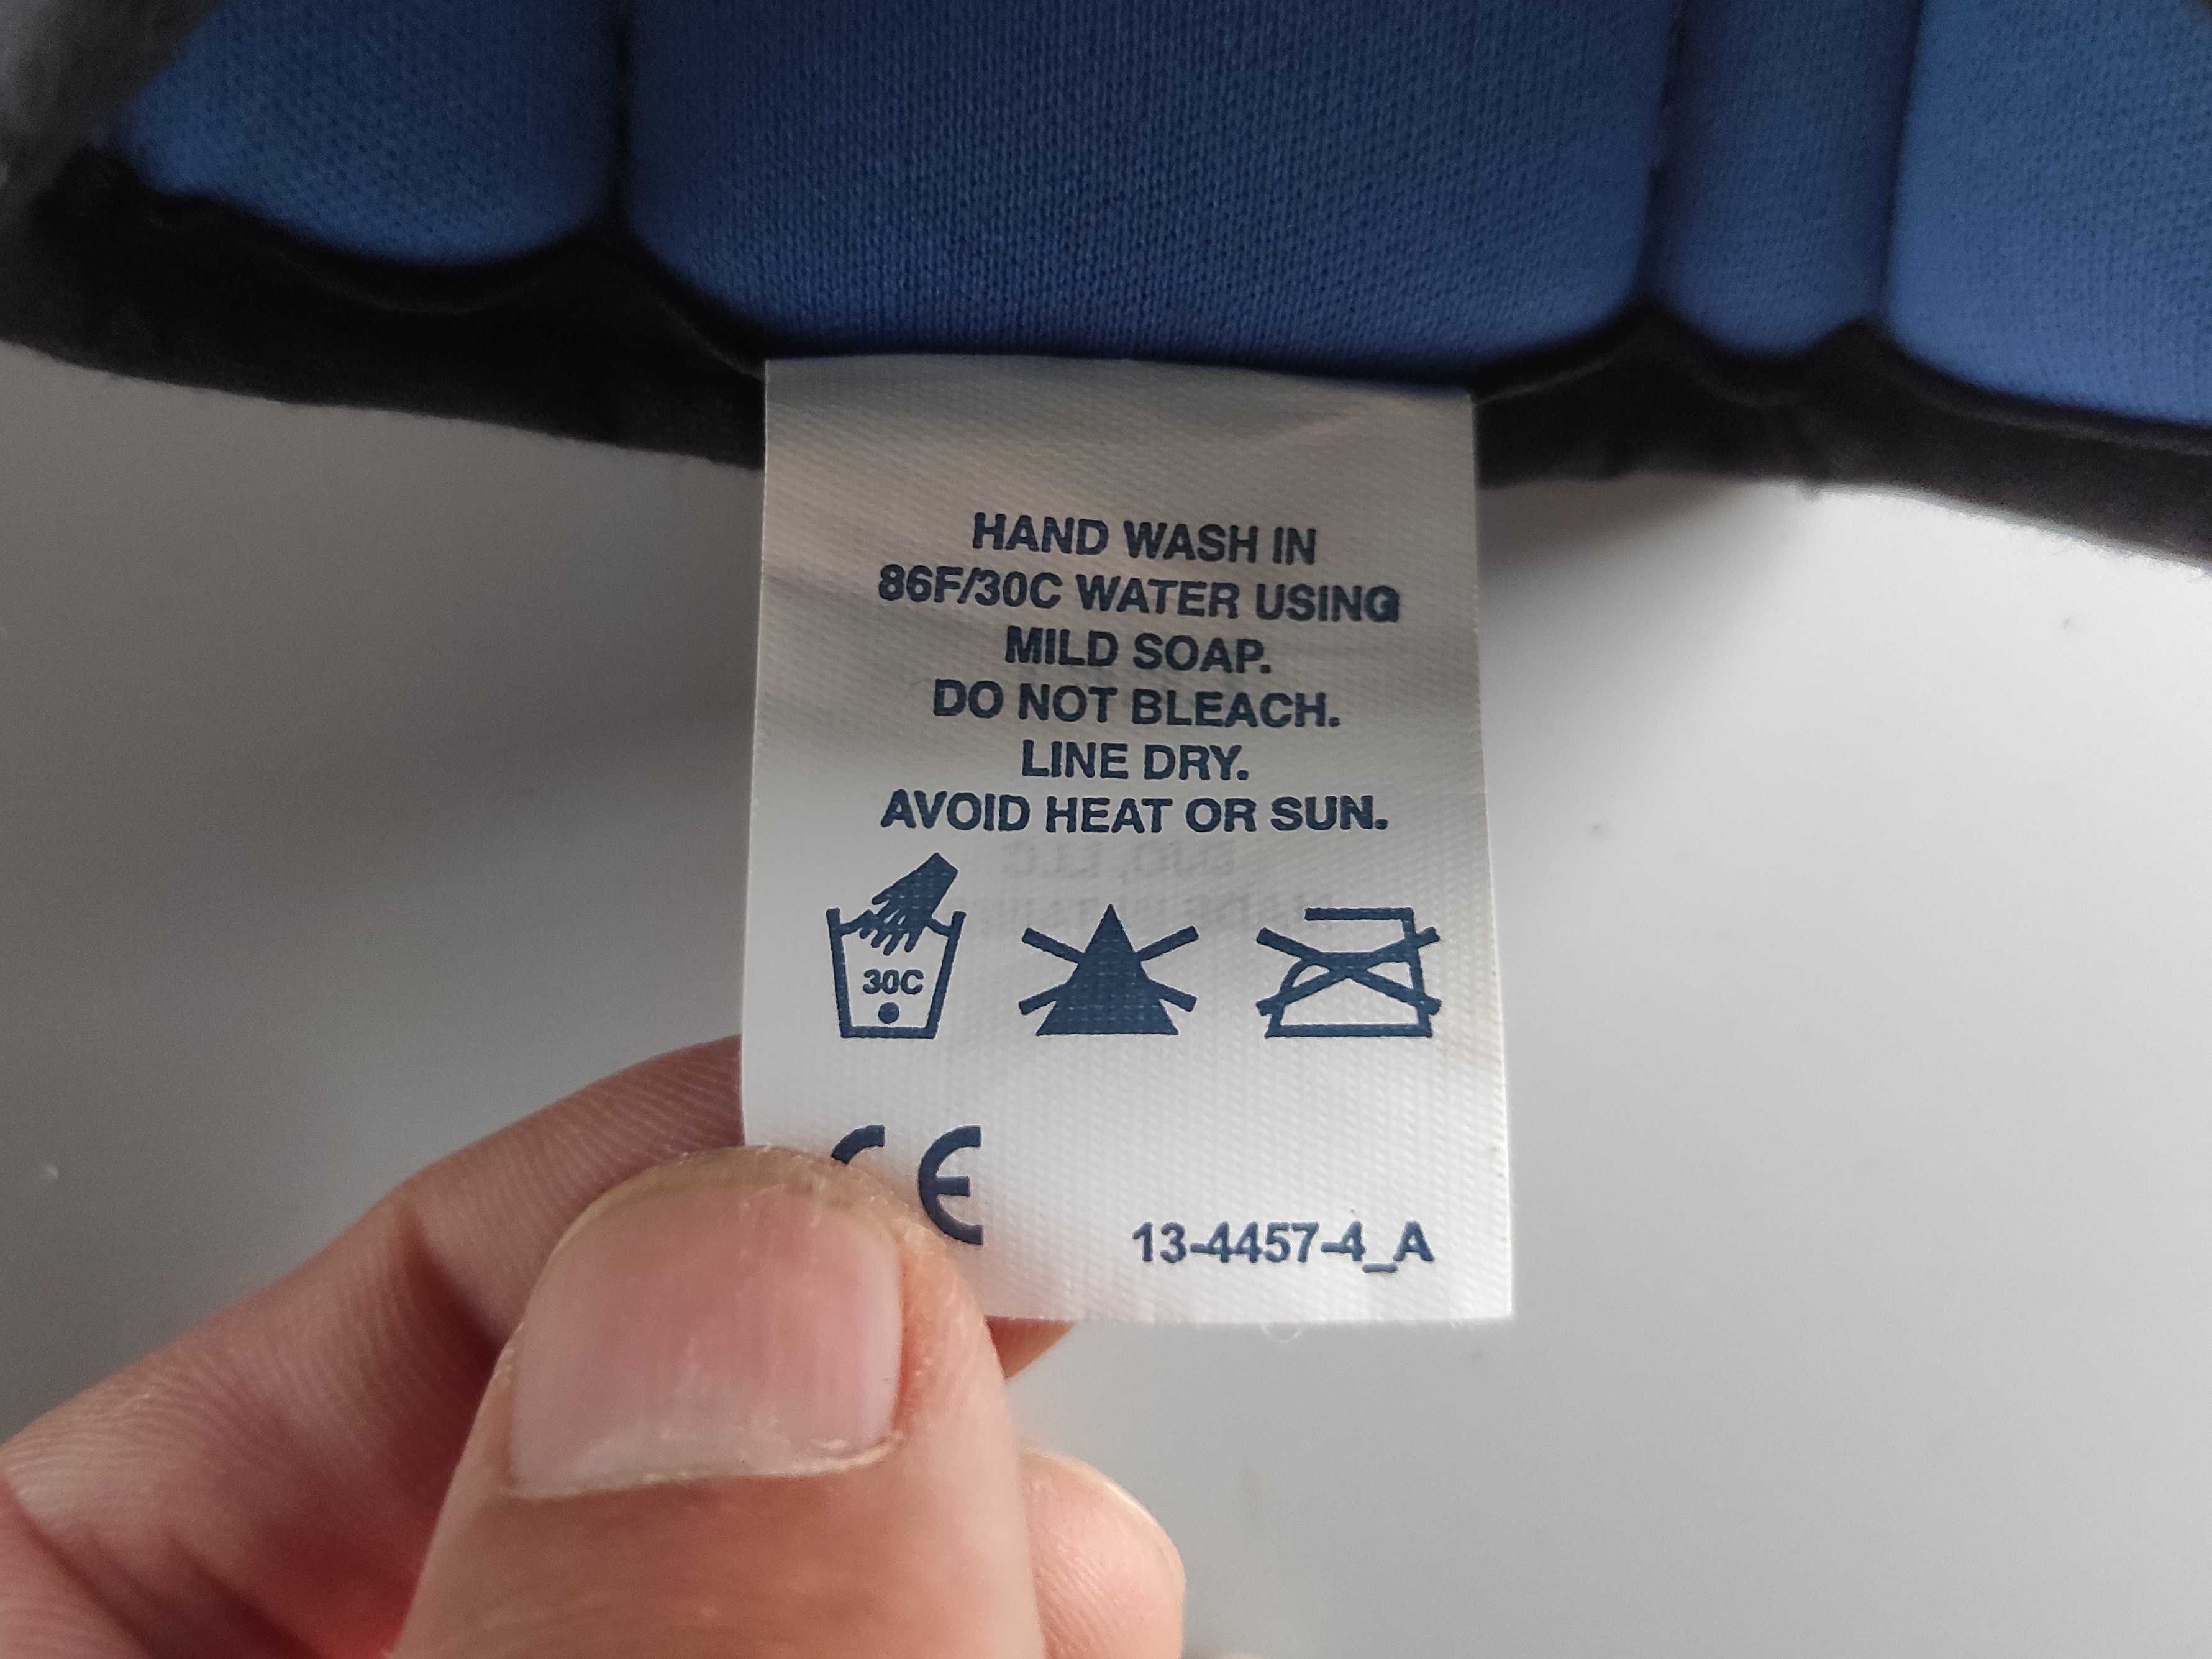 HAND WASH IN
86F/30C WATER USING
MILD SOAP.
DO NOT BLEACH.
LINE DRY.
AVOID HEAT OR SUN.
30C
CE
13-4457-4_A